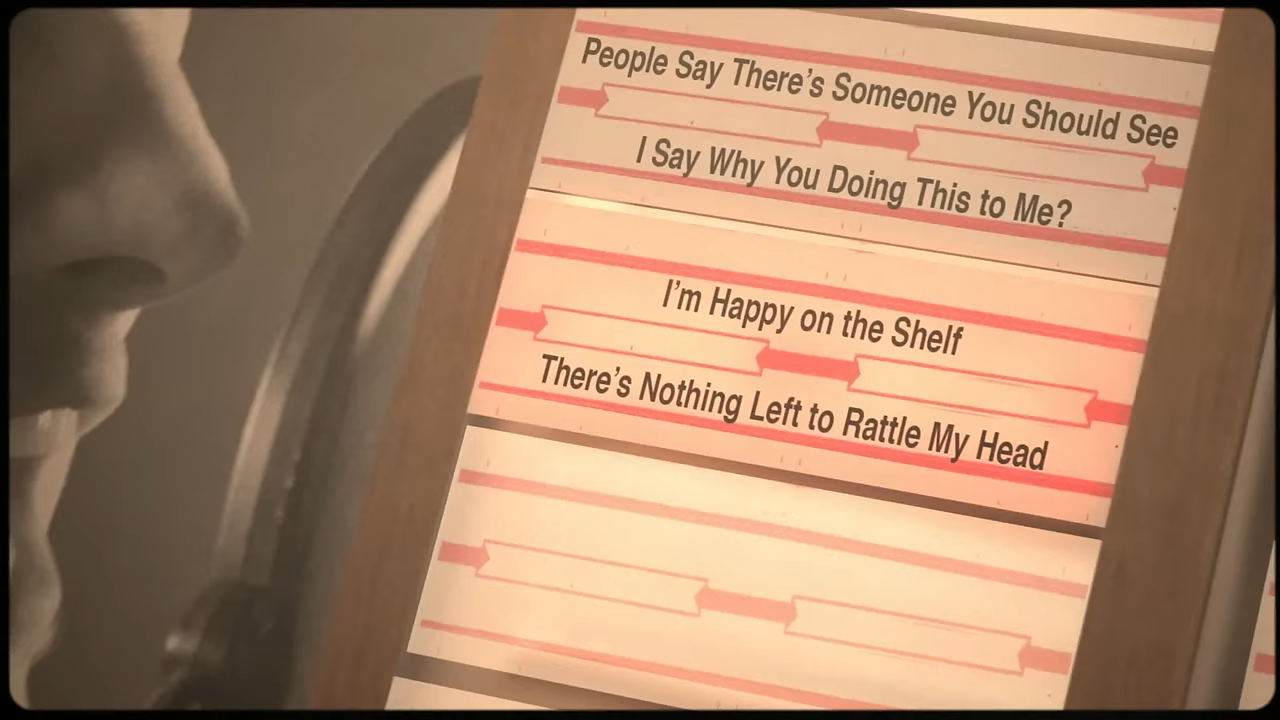 People Say There's Someone You Should See
I Say Why You Doing This to Me?
I'm Happy on the Shelf
There's Nothing Left to Rattle My Head